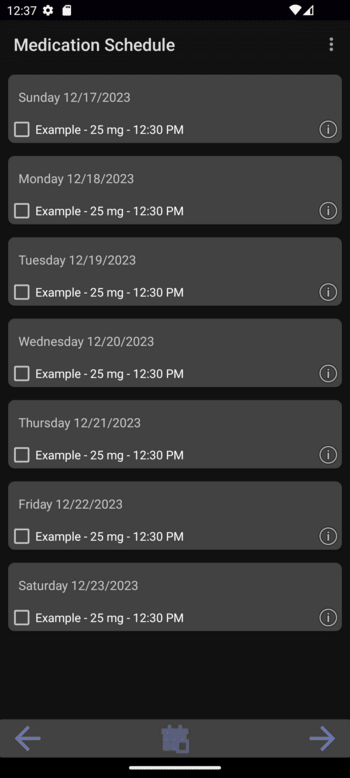 12:37
Medication Schedule
Sunday 12/17/2023
Example - 25 mg - 12:30 PM
Monday 12/18/2023
Example - 25 mg - 12:30 PM
Tuesday 12/19/2023
Example - 25 mg - 12:30 PM
Wednesday 12/20/2023
Example - 25 mg - 12:30 PM
Thursday 12/21/2023
Example - 25 mg - 12:30 PM
Friday 12/22/2023
Example - 25 mg - 12:30 PM
Saturday 12/23/2023
Example - 25 mg - 12:30 PM